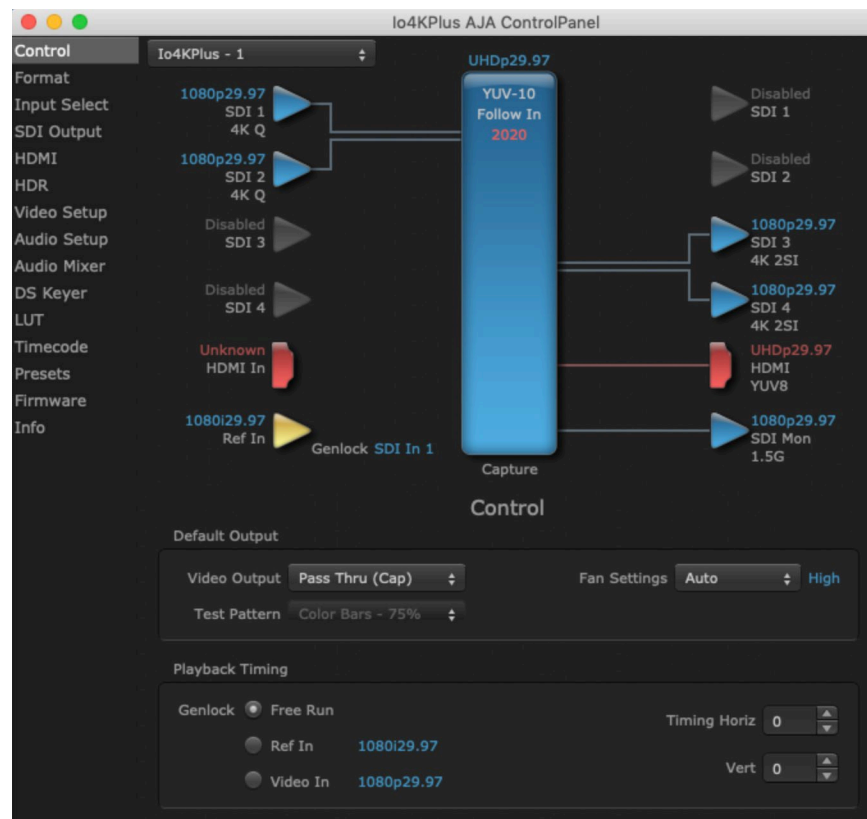 Io4KPlus AJA ControlPanel
Control
Format
Input Select
SDI Output
HDMI
HDR
Video Setup
Audio Setup
Audio Mixer
DS Keyer
LUT
Timecode
Presets
Firmware
Info
Io4KPlus - 1
UHDp29.97
YUV-10
Follow In
2020
Capture
1080p29.97
SDI 1
4K Q
1080p29.97
SDI 2
4K Q
Disabled
SDI 3
Disabled
SDI 4
Unknown
HDMI In
1080i29.97
Ref In
Genlock SDI In 1
Disabled
SDI 1
Disabled
SDI 2
1080p29.97
SDI 3
4K 2SI
1080p29.97
SDI 4
4K 2SI
UHDp29.97
HDMI
YUV8
1080p29.97
SDI Mon
1.5G
Control
Default Output
Video Output Pass Thru (Cap)
Fan Settings Auto High
Test Pattern Color Bars - 75%
Playback Timing
Genlock Free Run
Ref In 1080i29.97
Video In 1080p29.97
Timing Horiz 0
Vert 0